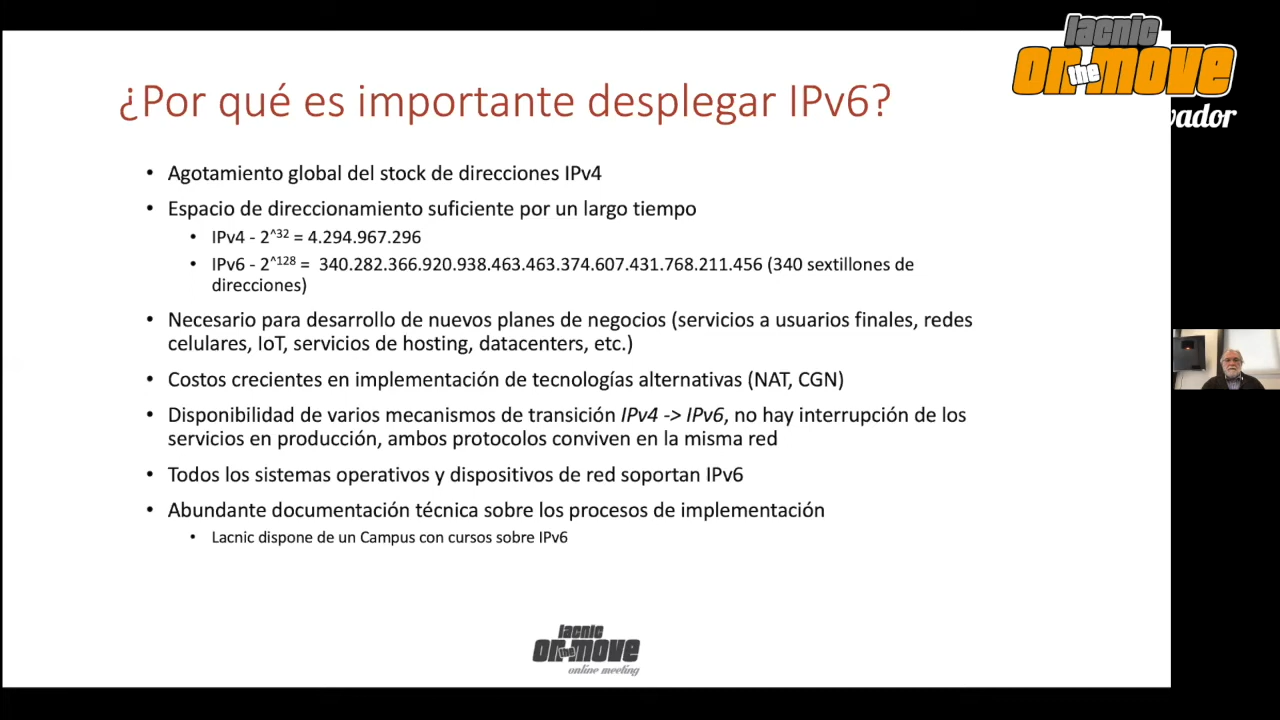 lacnic
on the move
vador
¿Por qué es importante desplegar IPv6?
• Agotamiento global del stock de direcciones IPv4
• Espacio de direccionamiento suficiente por un largo tiempo
• IPv4 - 2^32 = 4.294.967.296
• IPv6 - 2^128 = 340.282.366.920.938.463.463.374.607.431.768.211.456 (340 sextillones de
direcciones)
• Necesario para desarrollo de nuevos planes de negocios (servicios a usuarios finales, redes
celulares, IoT, servicios de hosting, datacenters, etc.)
• Costos crecientes en implementación de tecnologías alternativas (NAT, CGN)
• Disponibilidad de varios mecanismos de transición IPv4 -> IPv6, no hay interrupción de los
servicios en producción, ambos protocolos conviven en la misma red
• Todos los sistemas operativos y dispositivos de red soportan IPv6
• Abundante documentación técnica sobre los procesos de implementación
• Lacnic dispone de un Campus con cursos sobre IPv6
lacnic
on the move
online meeting